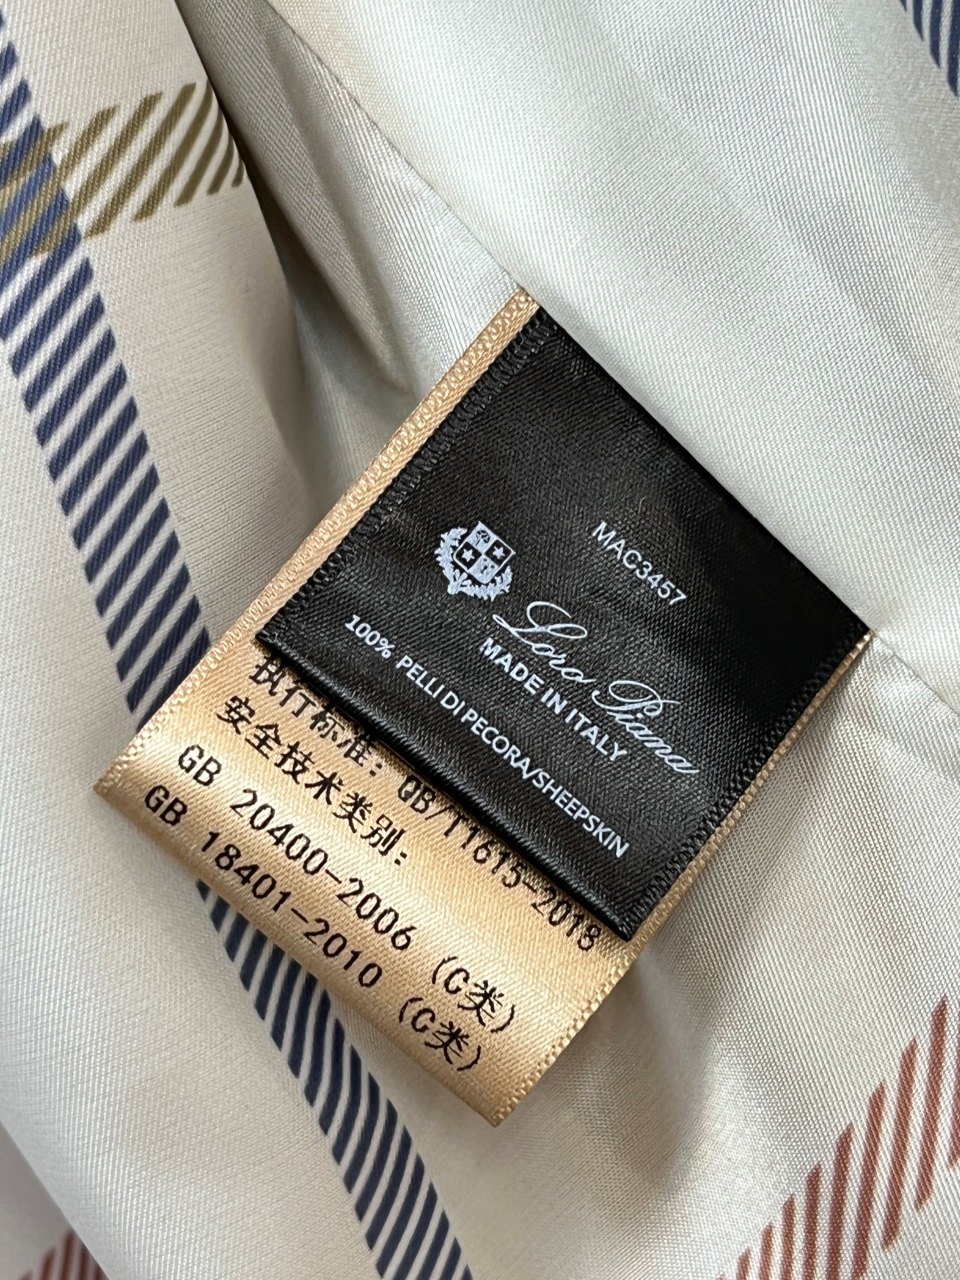 MAC3457
Loro Piana
MADE IN ITALY
100% PELLI DI PECORA/SHEEPSKIN
执行标准: QB/T1615-2018
安全技术类别:
GB 20400-2006 (C类)
GB 18401-2010 (C类)